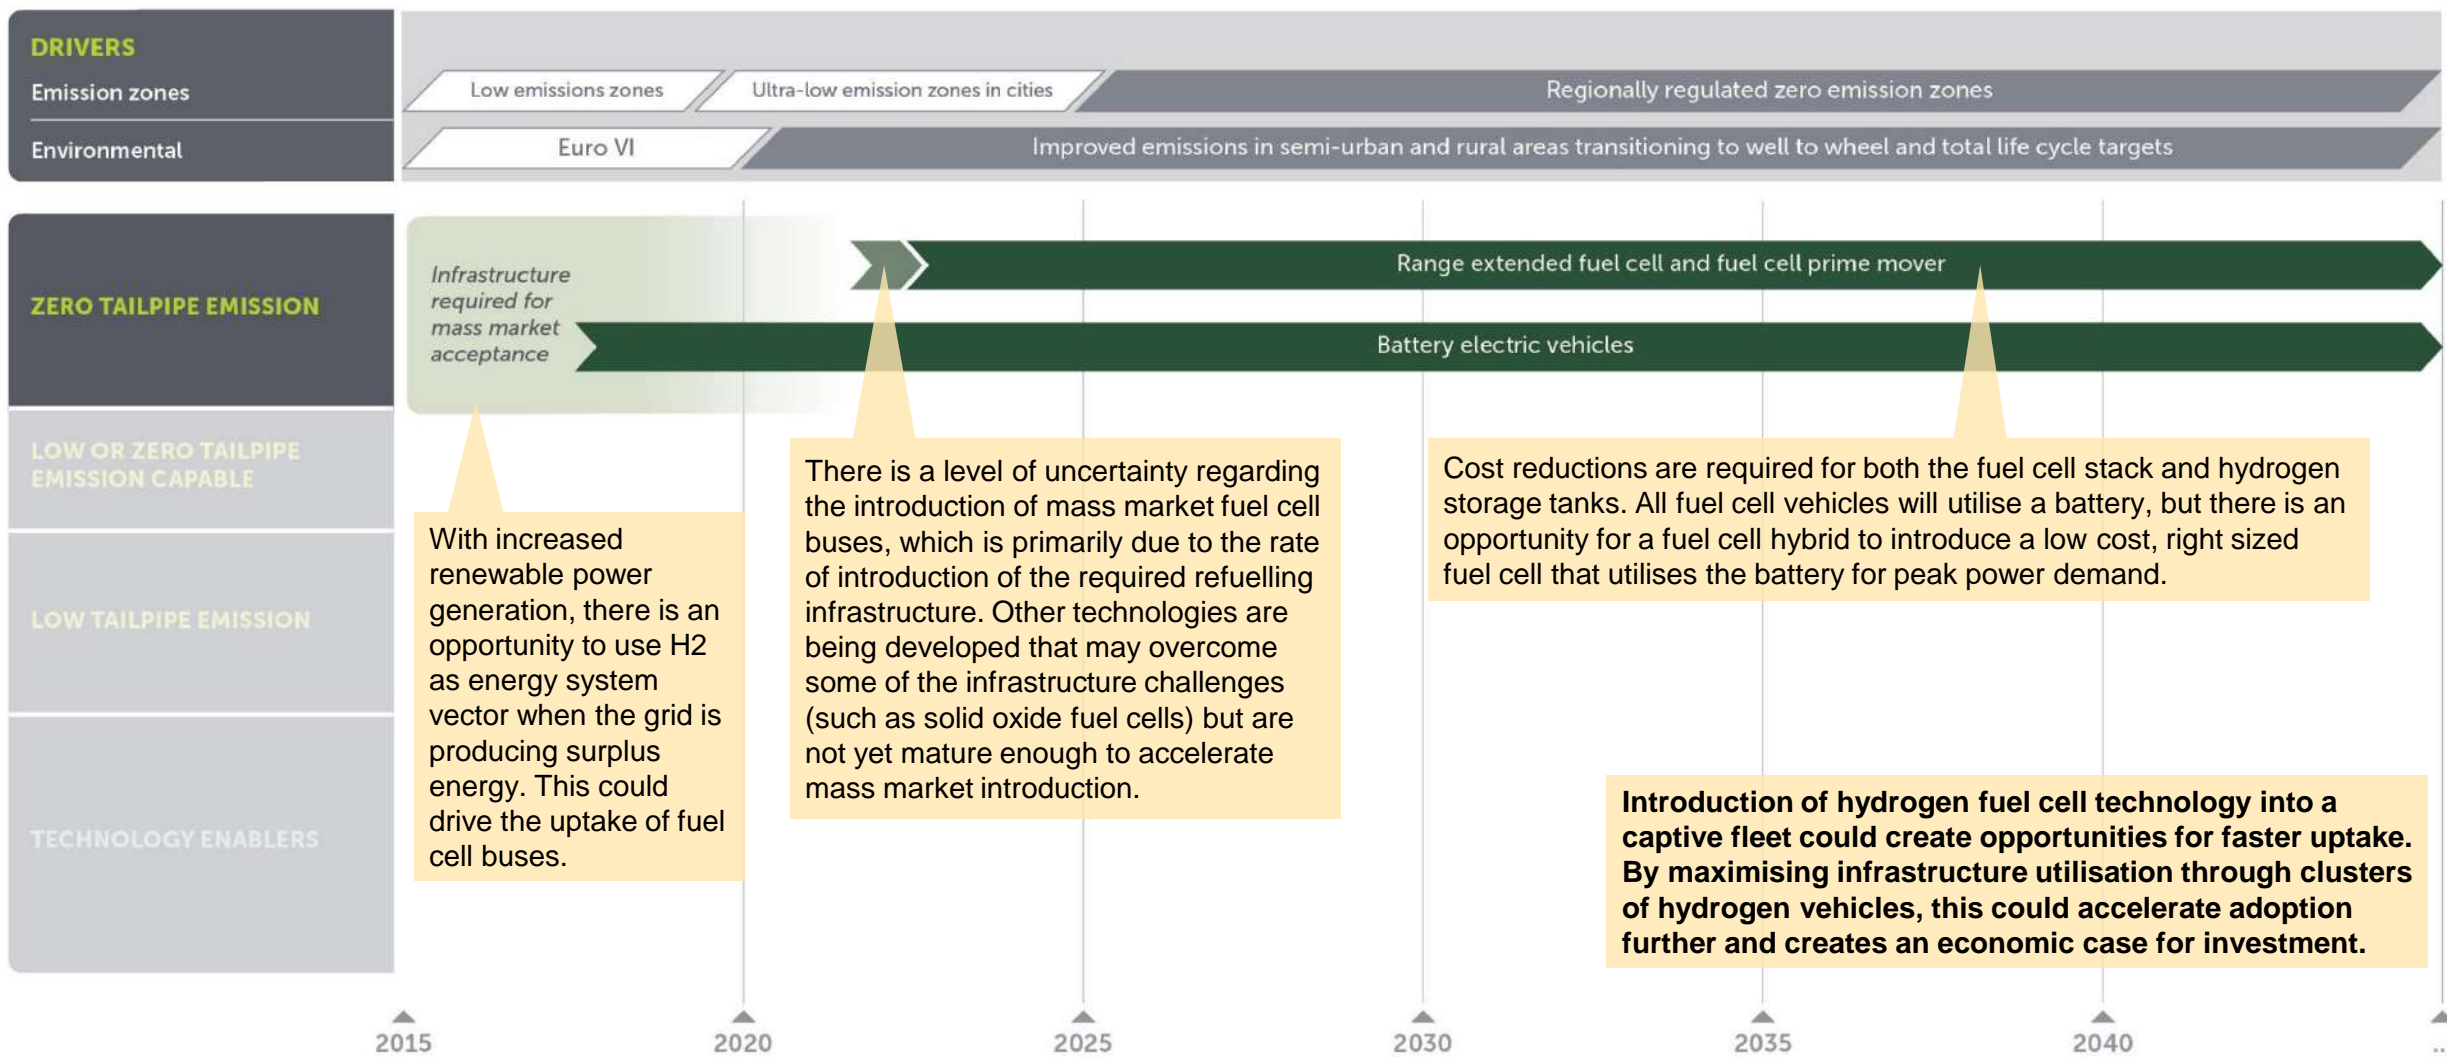 DRIVERS
Emission zones
Low emissions zones
Ultra-low emission zones in cities
Regionally regulated zero emission zones
Environmental
Euro VI
Improved emissions in semi-urban and rural areas transitioning to well to wheel and total life cycle targets
ZERO TAILPIPE EMISSION
Infrastructure
required for
mass market
acceptance
Range extended fuel cell and fuel cell prime mover
Battery electric vehicles
LOW OR ZERO TAILPIPE
EMISSION CAPABLE
LOW TAILPIPE EMISSION
TECHNOLOGY ENABLERS
With increased
renewable power
generation, there is an
opportunity to use H2
as energy system
vector when the grid is
producing surplus
energy. This could
drive the uptake of fuel
cell buses.
There is a level of uncertainty regarding
the introduction of mass market fuel cell
buses, which is primarily due to the rate
of introduction of the required refuelling
infrastructure. Other technologies are
being developed that may overcome
some of the infrastructure challenges
(such as solid oxide fuel cells) but are
not yet mature enough to accelerate
mass market introduction.
Cost reductions are required for both the fuel cell stack and hydrogen
storage tanks. All fuel cell vehicles will utilise a battery, but there is an
opportunity for a fuel cell hybrid to introduce a low cost, right sized
fuel cell that utilises the battery for peak power demand.
Introduction of hydrogen fuel cell technology into a
captive fleet could create opportunities for faster uptake.
By maximising infrastructure utilisation through clusters
of hydrogen vehicles, this could accelerate adoption
further and creates an economic case for investment.
2015
2020
2025
2030
2035
2040
..